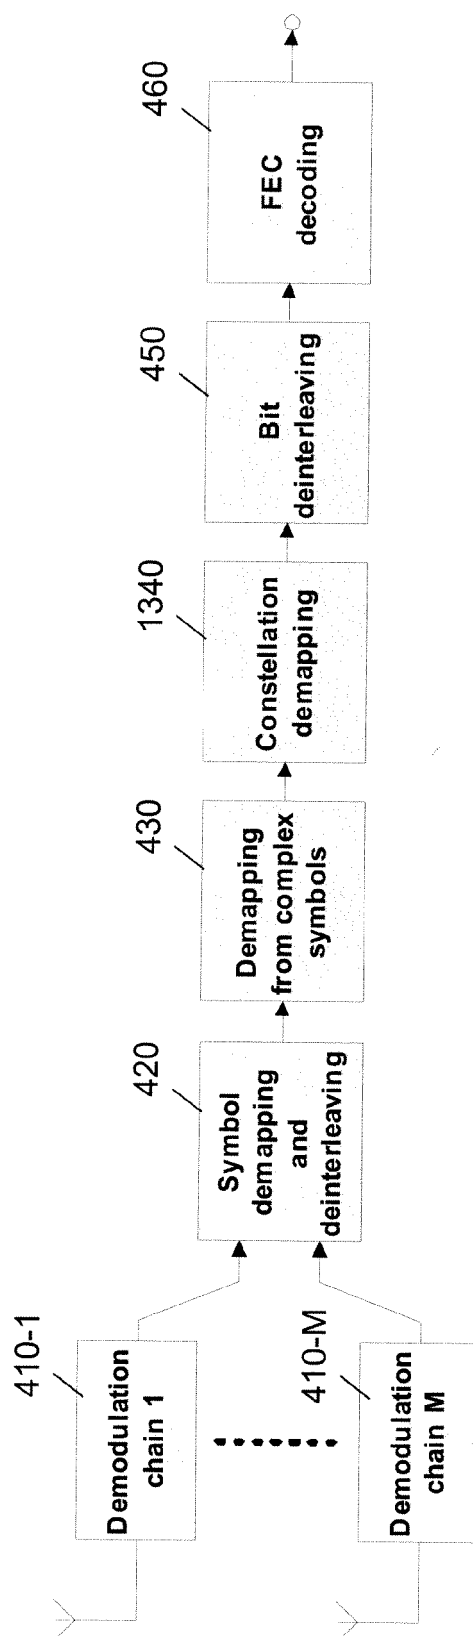 410-1
Demodulation
chain 1
410-M
Demodulation
chain M
420
Symbol
demapping
and
deinterleaving
430
Demapping
from complex
symbols
1340
Constellation
demapping
450
Bit
deinterleaving
460
FEC
decoding